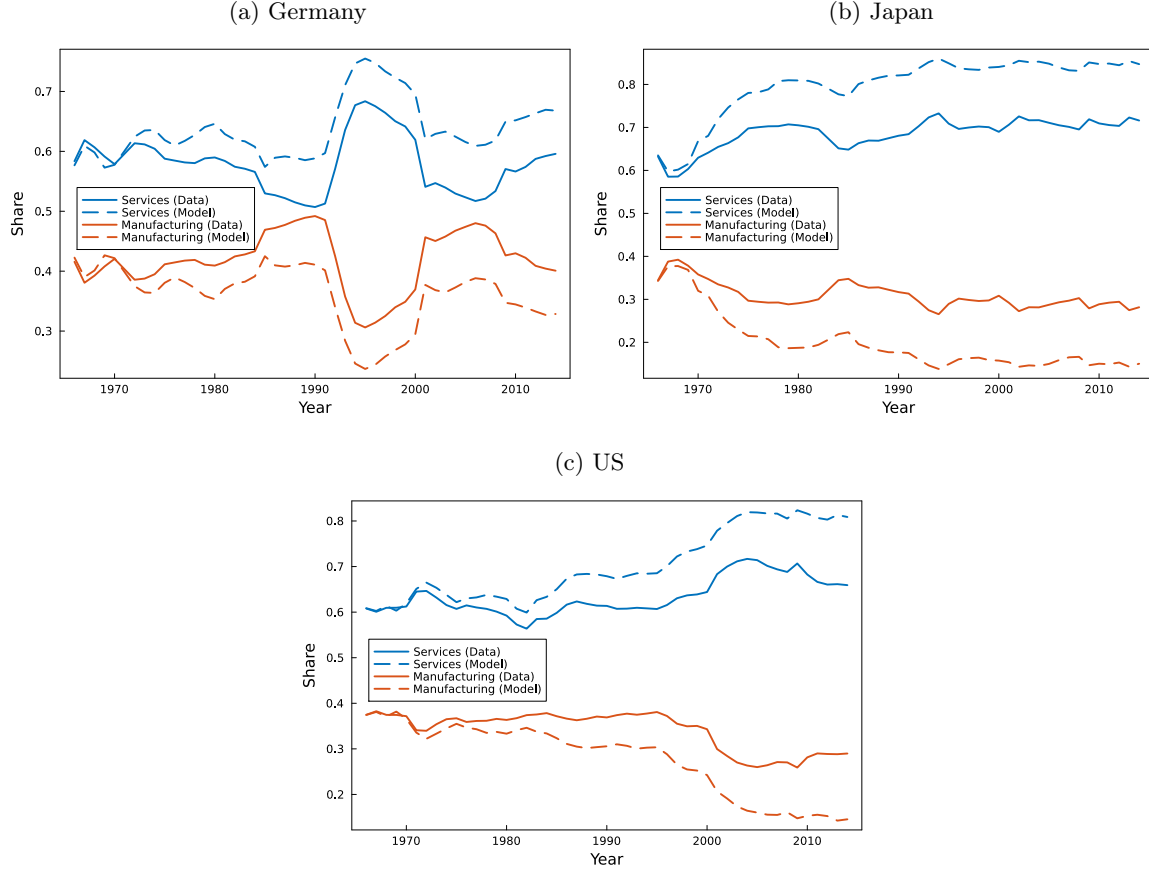 (a) Germany
0.7
0.6
0.5
0.4
0.3
Share
Services (Data)
Services (Model)
Manufacturing (Data)
Manufacturing (Model)
1970
1980
1990
2000
2010
Year
(b) Japan
0.8
0.7
0.6
0.5
0.4
0.3
0.2
Share
Services (Data)
Services (Model)
Manufacturing (Data)
Manufacturing (Model)
1970
1980
1990
2000
2010
Year
(c) US
0.8
0.7
0.6
0.5
0.4
0.3
0.2
Share
Services (Data)
Services (Model)
Manufacturing (Data)
Manufacturing (Model)
1970
1980
1990
2000
2010
Year